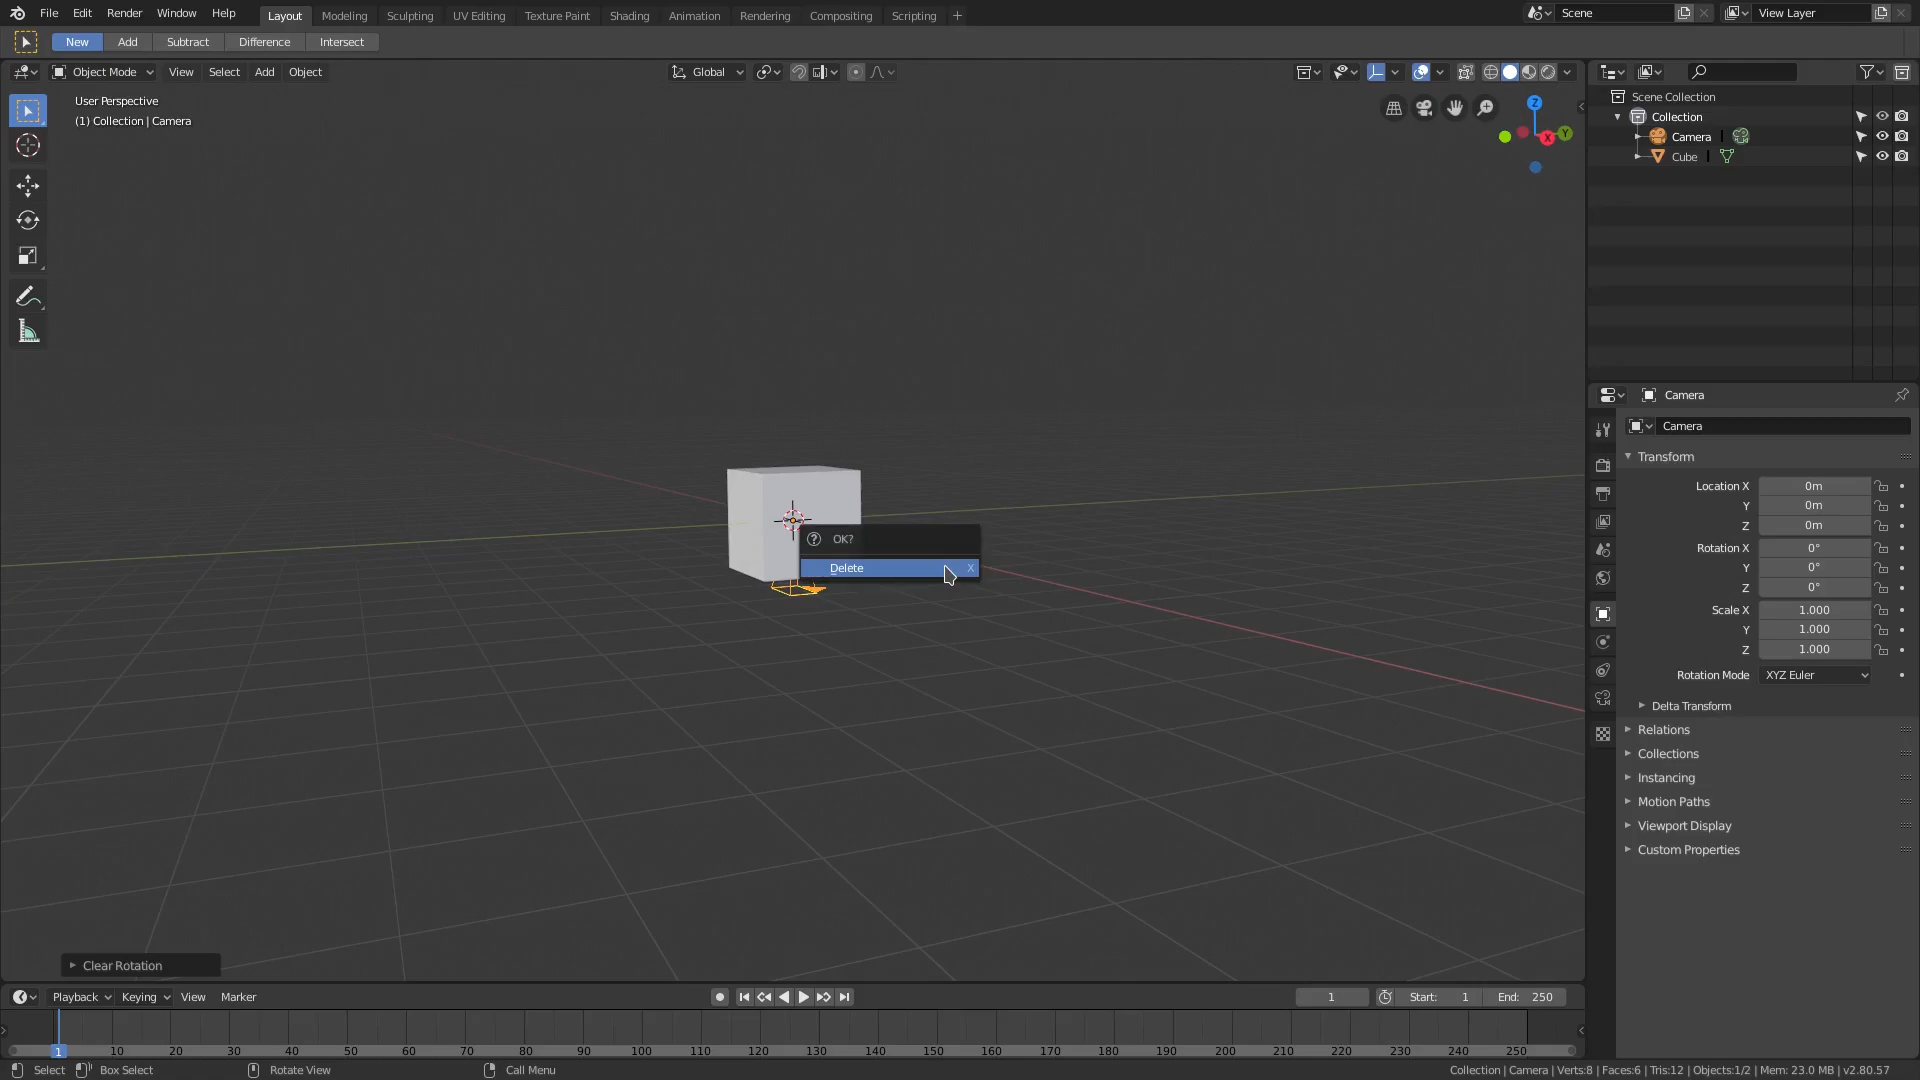 File Edit Render Window Help Layout Modeling Sculpting UV Editing Texture Paint Shading Animation Rendering Compositing Scripting + Scene View Layer
New Add Subtract Difference Intersect
Object Mode View Select Add Object Global
User Perspective
(1) Collection | Camera
Z
X
Y
OK?
Delete X
Clear Rotation
Scene Collection
Collection
Camera
Cube
Camera
Camera
Transform
Location X 0m
Y 0m
Z 0m
Rotation X 0°
Y 0°
Z 0°
Scale X 1.000
Y 1.000
Z 1.000
Rotation Mode XYZ Euler
Delta Transform
Relations
Collections
Instancing
Motion Paths
Viewport Display
Custom Properties
Playback Keying View Marker 1 Start: 1 End: 250
1 10 20 30 40 50 60 70 80 90 100 110 120 130 140 150 160 170 180 190 200 210 220 230 240 250
Select Box Select Rotate View Call Menu Collection | Camera | Verts:8 | Faces:6 | Tris:12 | Objects:1/2 | Mem: 23.0 MB | v2.80.57